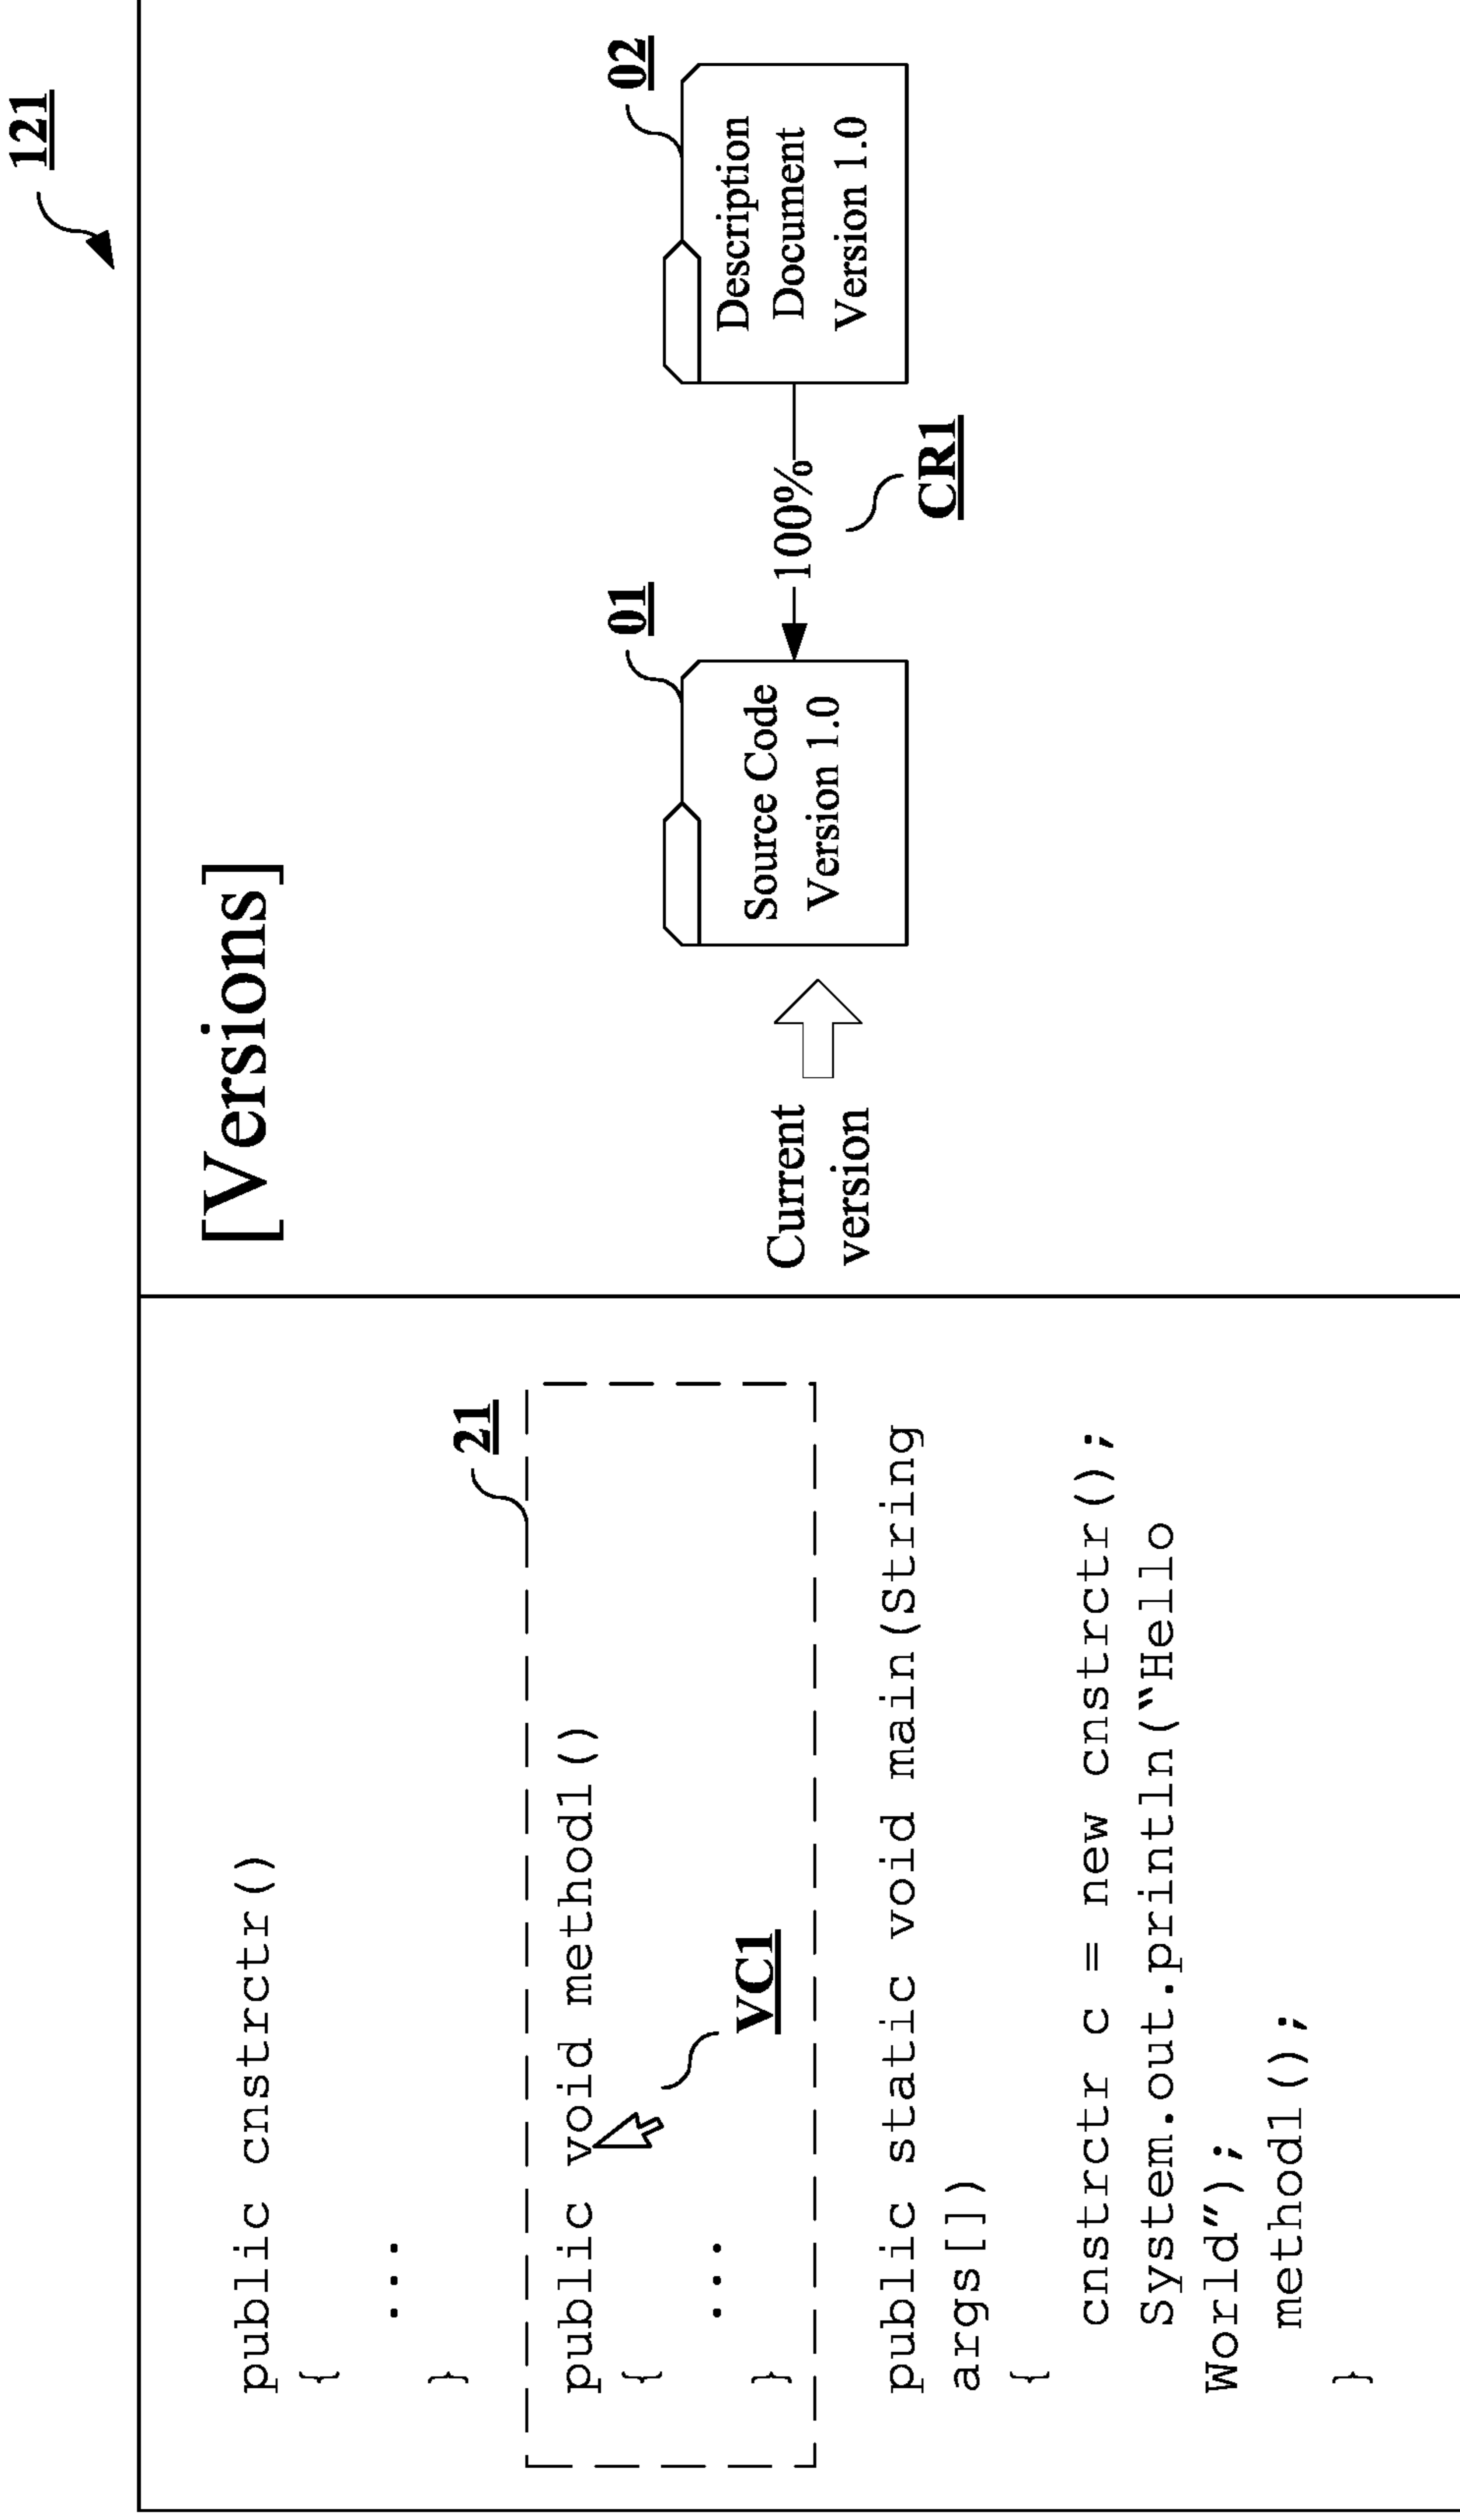 121
public cnstrctr()
{
...
}
21
public void method1()
{
VC1
...
}
public static void main(String
args[])
{
cnstrctr c = new cnstrctr();
System.out.println(“Hello
World”);
method1();
}
[Versions]
Current
version
01
Source Code
Version 1.0
100%
CR1
02
Description
Document
Version 1.0